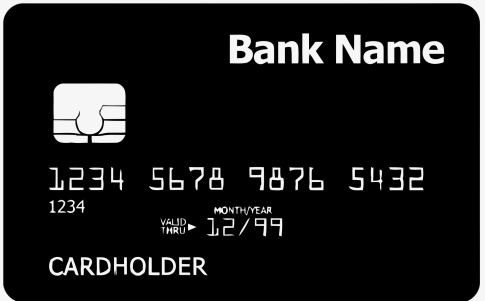 Bank Name
1234 5678 9876 5432
1234
MONTH/YEAR
VALID THRU 12/99
CARDHOLDER